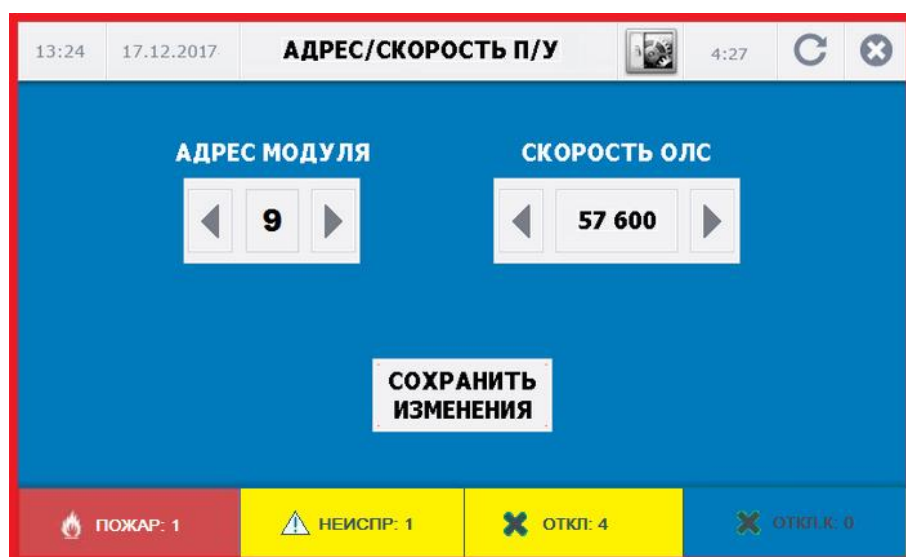 13:24 17.12.2017 АДРЕС/СКОРОСТЬ П/У 4:27
АДРЕС МОДУЛЯ СКОРОСТЬ ОЛС
9 57 600
СОХРАНИТЬ
ИЗМЕНЕНИЯ
ПОЖАР: 1 НЕИСПР: 1 ОТКЛ: 4 ОТКЛ.К: 0